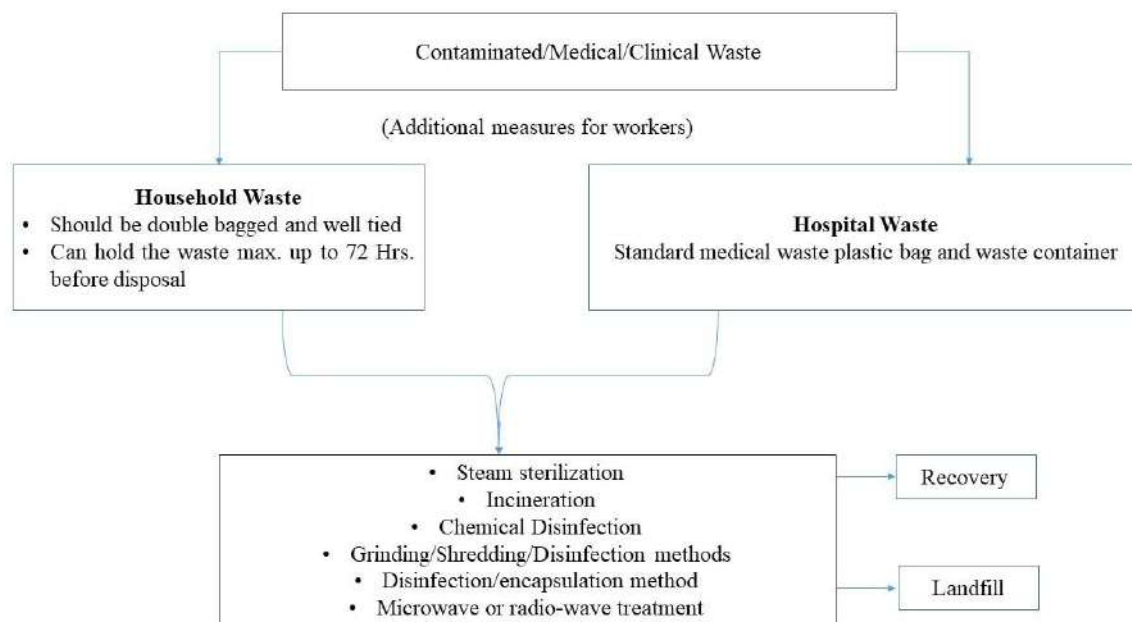 Contaminated/Medical/Clinical Waste
(Additional measures for workers)
Household Waste
• Should be double bagged and well tied
• Can hold the waste max. up to 72 Hrs.
before disposal
Hospital Waste
Standard medical waste plastic bag and waste container
• Steam sterilization
• Incineration
• Chemical Disinfection
• Grinding/Shredding/Disinfection methods
• Disinfection/encapsulation method
• Microwave or radio-wave treatment
Recovery
Landfill